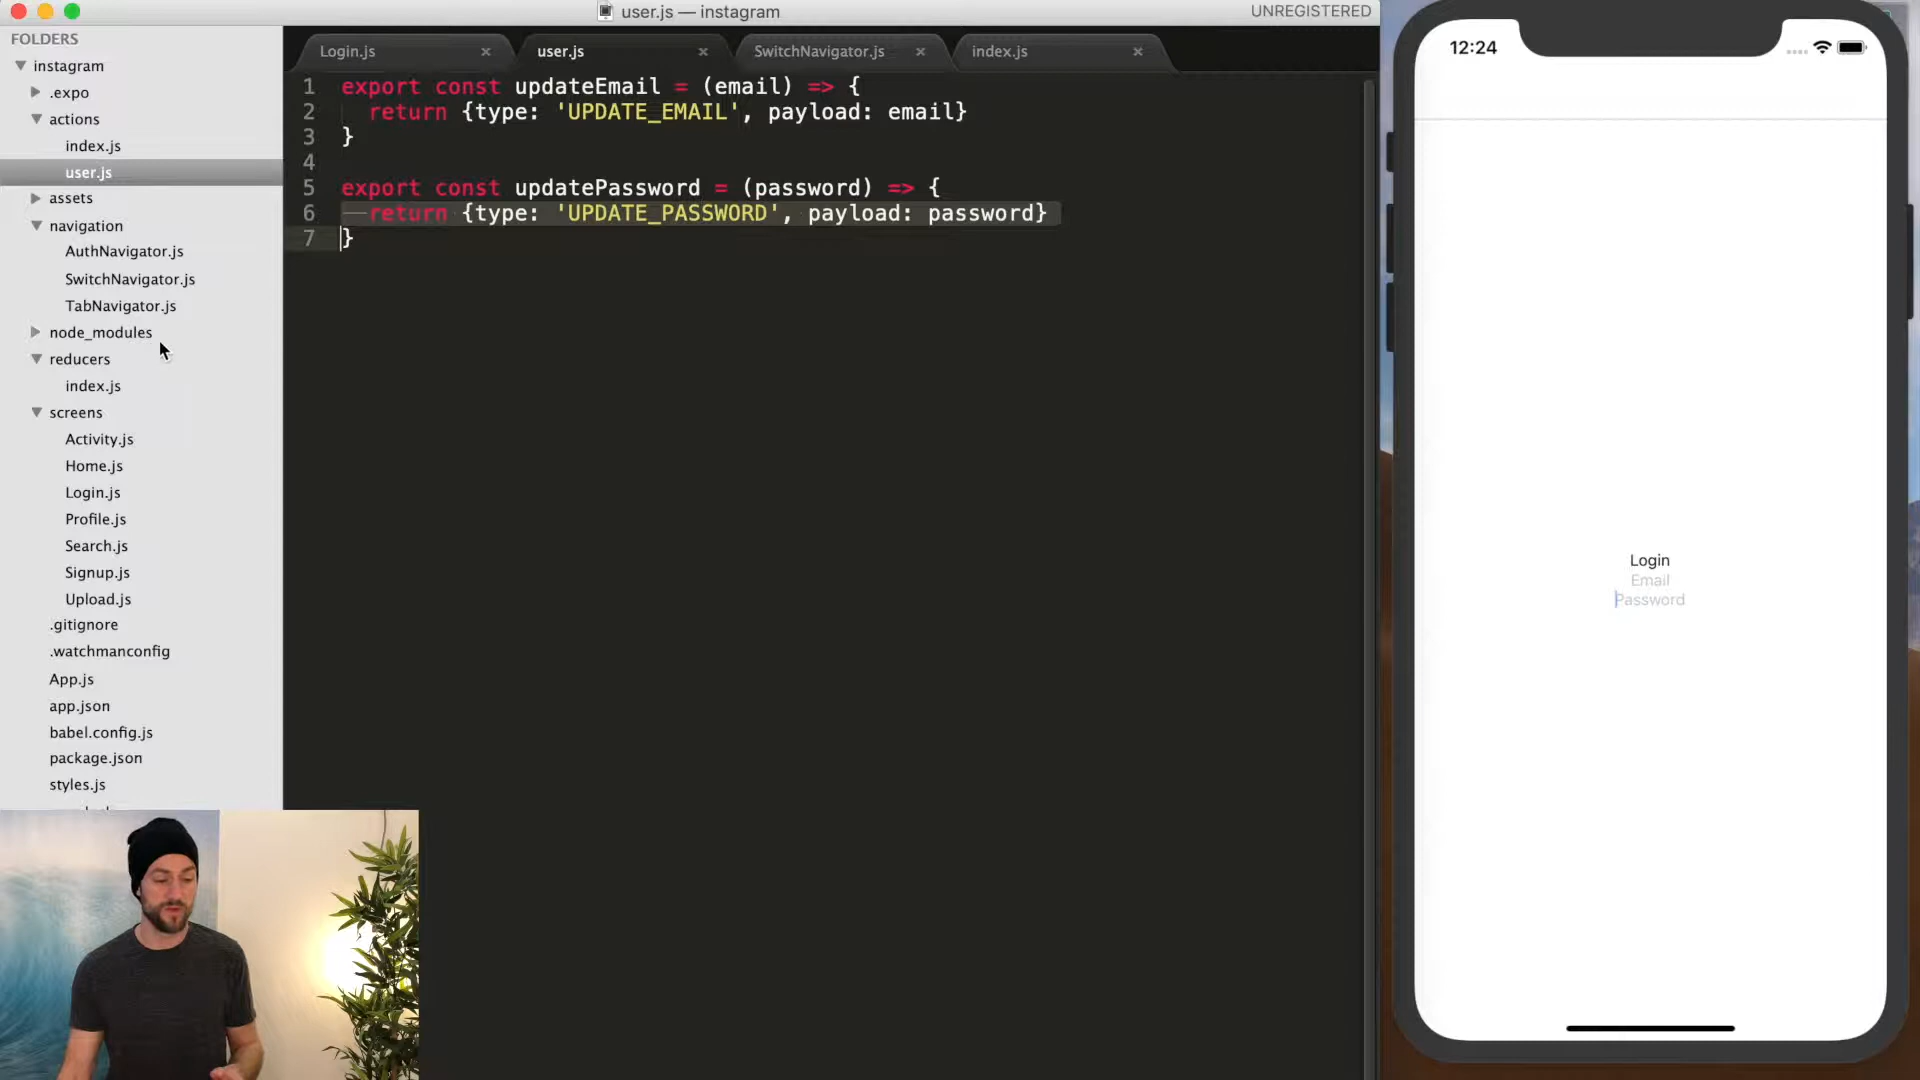 user.js — instagram
UNREGISTERED
FOLDERS
instagram
.expo
actions
index.js
user.js
assets
navigation
AuthNavigator.js
SwitchNavigator.js
TabNavigator.js
node_modules
reducers
index.js
screens
Activity.js
Home.js
Login.js
Profile.js
Search.js
Signup.js
Upload.js
.gitignore
.watchmanconfig
App.js
app.json
babel.config.js
package.json
styles.js
Login.js
user.js
SwitchNavigator.js
index.js
1 export const updateEmail = (email) => {
2 return {type: 'UPDATE_EMAIL', payload: email}
3 }
4
5 export const updatePassword = (password) => {
6 return {type: 'UPDATE_PASSWORD', payload: password}
7 }
12:24
Login
Email
Password